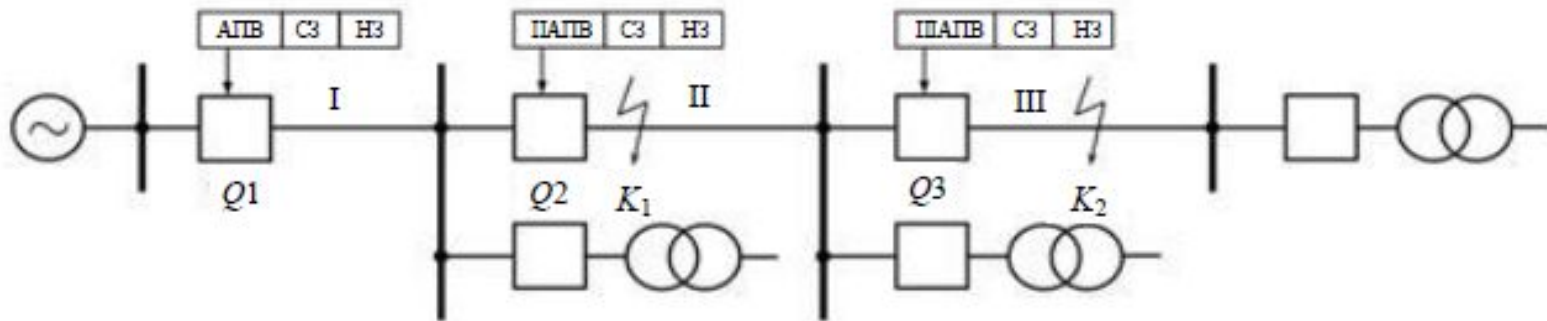 АПВ СЗ НЗ
ПАПВ СЗ НЗ
ШАПВ СЗ НЗ
I
II
III
Q1
Q2
K1
Q3
K2